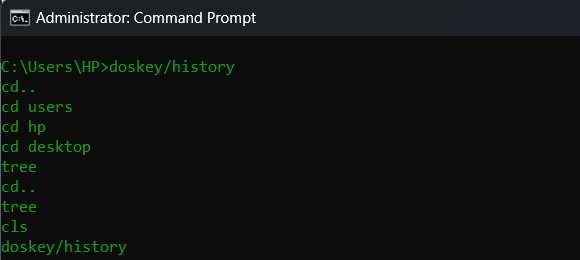 Administrator: Command Prompt
C:\Users\HP>doskey/history
cd..
cd users
cd hp
cd desktop
tree
cd..
tree
cls
doskey/history